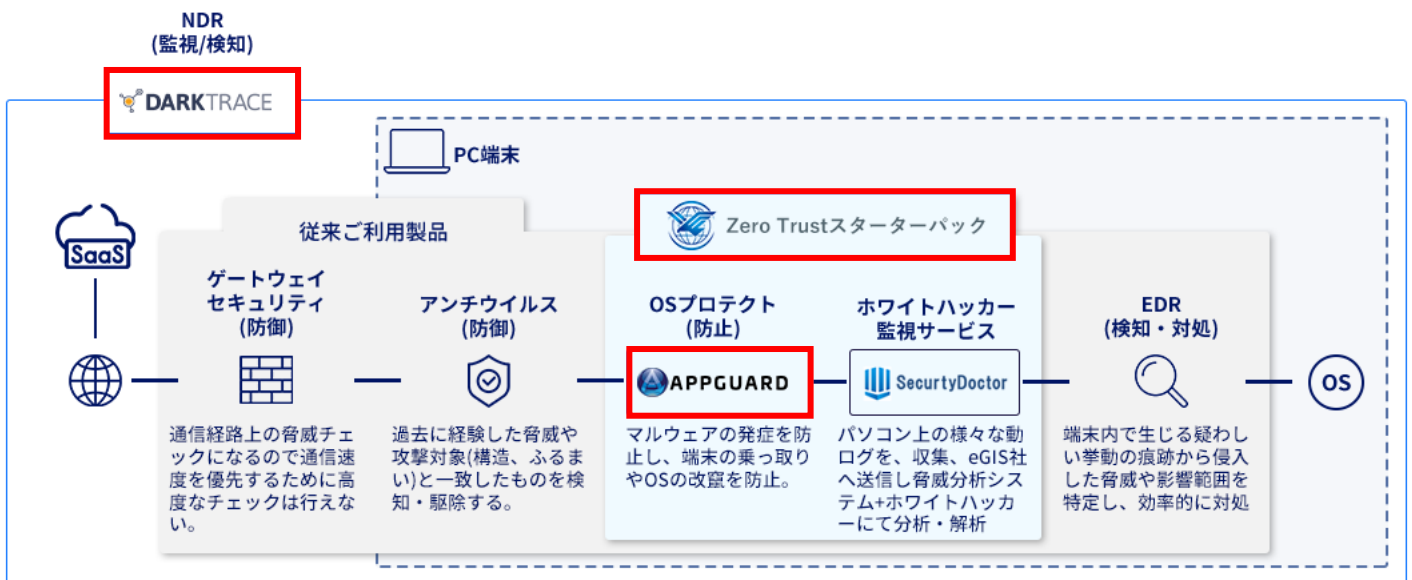 NDR
(監視/検知)
DARKTRACE
PC端末
SaaS
従来ご利用製品
Zero Trustスターターパック
ゲートウェイ
セキュリティ
(防御)
通信経路上の脅威チェ
ックになるので通信速
度を優先するために高
度なチェックは行えな
い。
アンチウイルス
(防御)
過去に経験した脅威や
攻撃対象(構造、ふるま
い)と一致したものを検
知・駆除する。
OSプロテクト
(防止)
APPGUARD
マルウェアの発症を防
止し、端末の乗っ取り
やOSの改竄を防止。
ホワイトハッカー
監視サービス
SecurtyDoctor
パソコン上の様々な動
ログを、収集、eGIS社
へ送信し脅威分析シス
テム+ホワイトハッカ
ーにて分析・解析
EDR
(検知・対処)
端末内で生じる疑わし
い挙動の痕跡から侵入
した脅威や影響範囲を
特定し、効率的に対処
OS